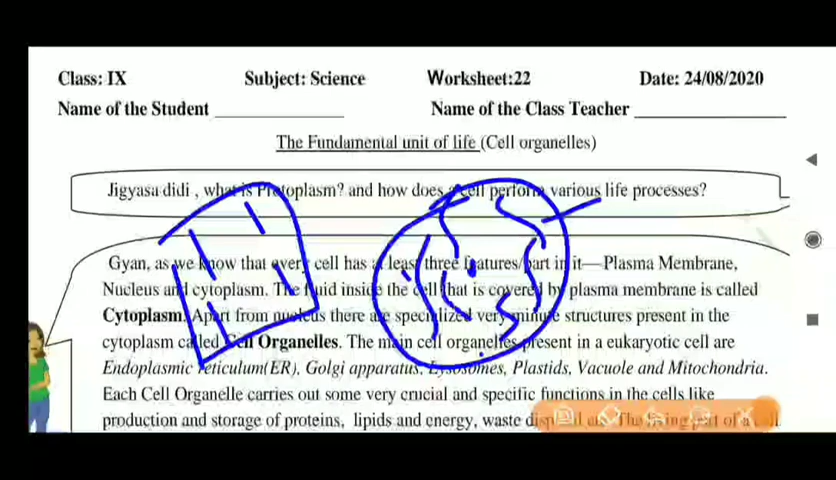 Class: IX Subject: Science Worksheet:22 Date: 24/08/2020
Name of the Student ____________ Name of the Class Teacher ____________
The Fundamental unit of life (Cell organelles)
Jigyasa didi , what is Protoplasm? and how does a cell perform various life processes?
Gyan, as we know that every cell has at least three features/part in it—Plasma Membrane,
Nucleus and cytoplasm. The fluid inside the cell that is covered by plasma membrane is called
Cytoplasm. Apart from nucleus there are specialized very minute structures present in the
cytoplasm called Cell Organelles. The main cell organelles present in a eukaryotic cell are
Endoplasmic reticulum(ER), Golgi apparatus, Lysosomes, Plastids, Vacuole and Mitochondria.
Each Cell Organelle carries out some very crucial and specific functions in the cells like
production and storage of proteins, lipids and energy, waste disposal etc. The living part of a cell